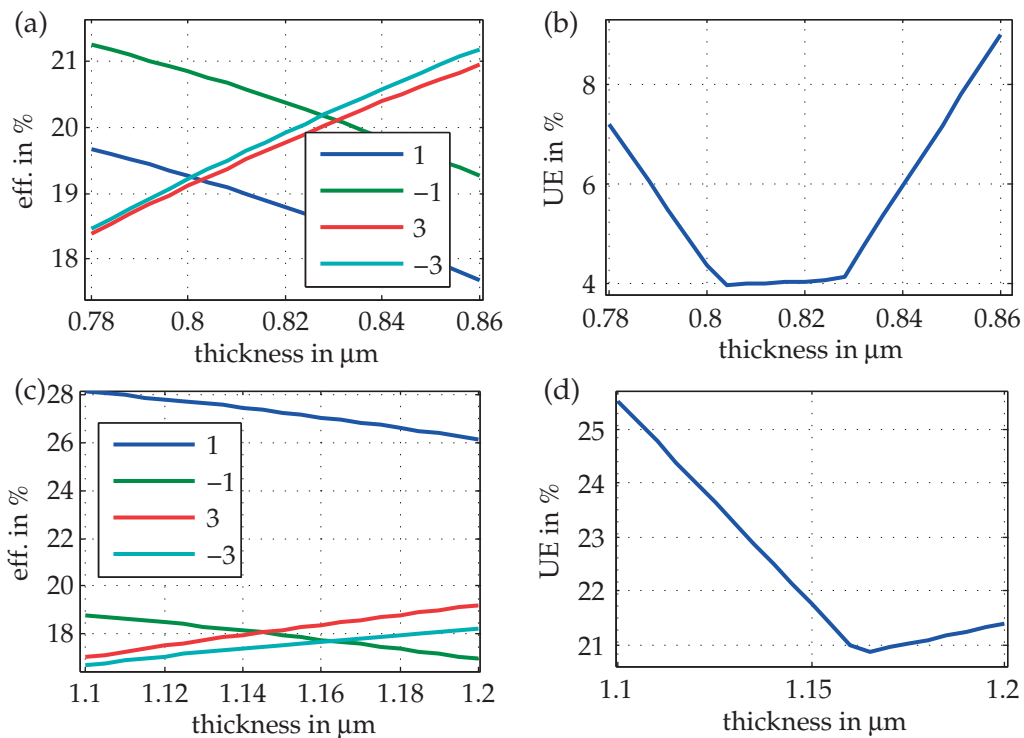 (a)
eff. in %
21
20
19
18
0.78 0.8 0.82 0.84 0.86
thickness in μm
1
−1
3
−3
(b)
UE in %
8
6
4
0.78 0.8 0.82 0.84 0.86
thickness in μm
(c)
eff. in %
28
26
24
22
20
18
1.1 1.12 1.14 1.16 1.18 1.2
thickness in μm
1
−1
3
−3
(d)
UE in %
25
24
23
22
21
1.1 1.15 1.2
thickness in μm